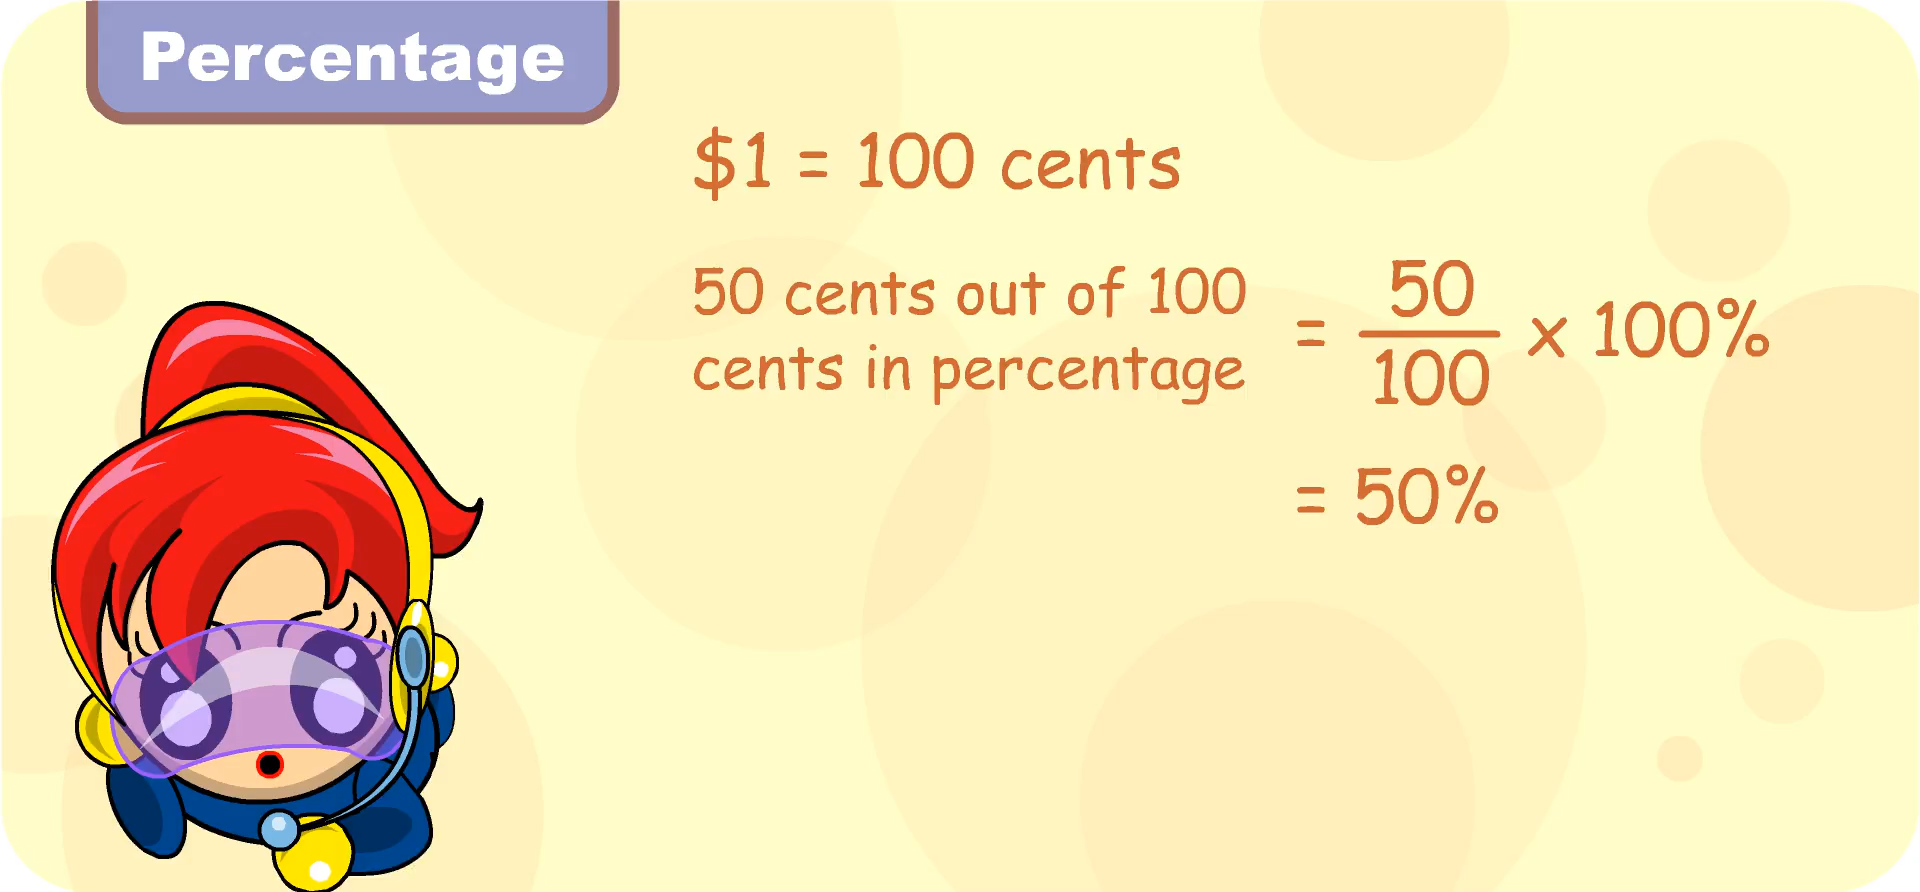 Percentage
$1 = 100 cents
50 cents out of 100
cents in percentage
= 50/100 x 100%
= 50%